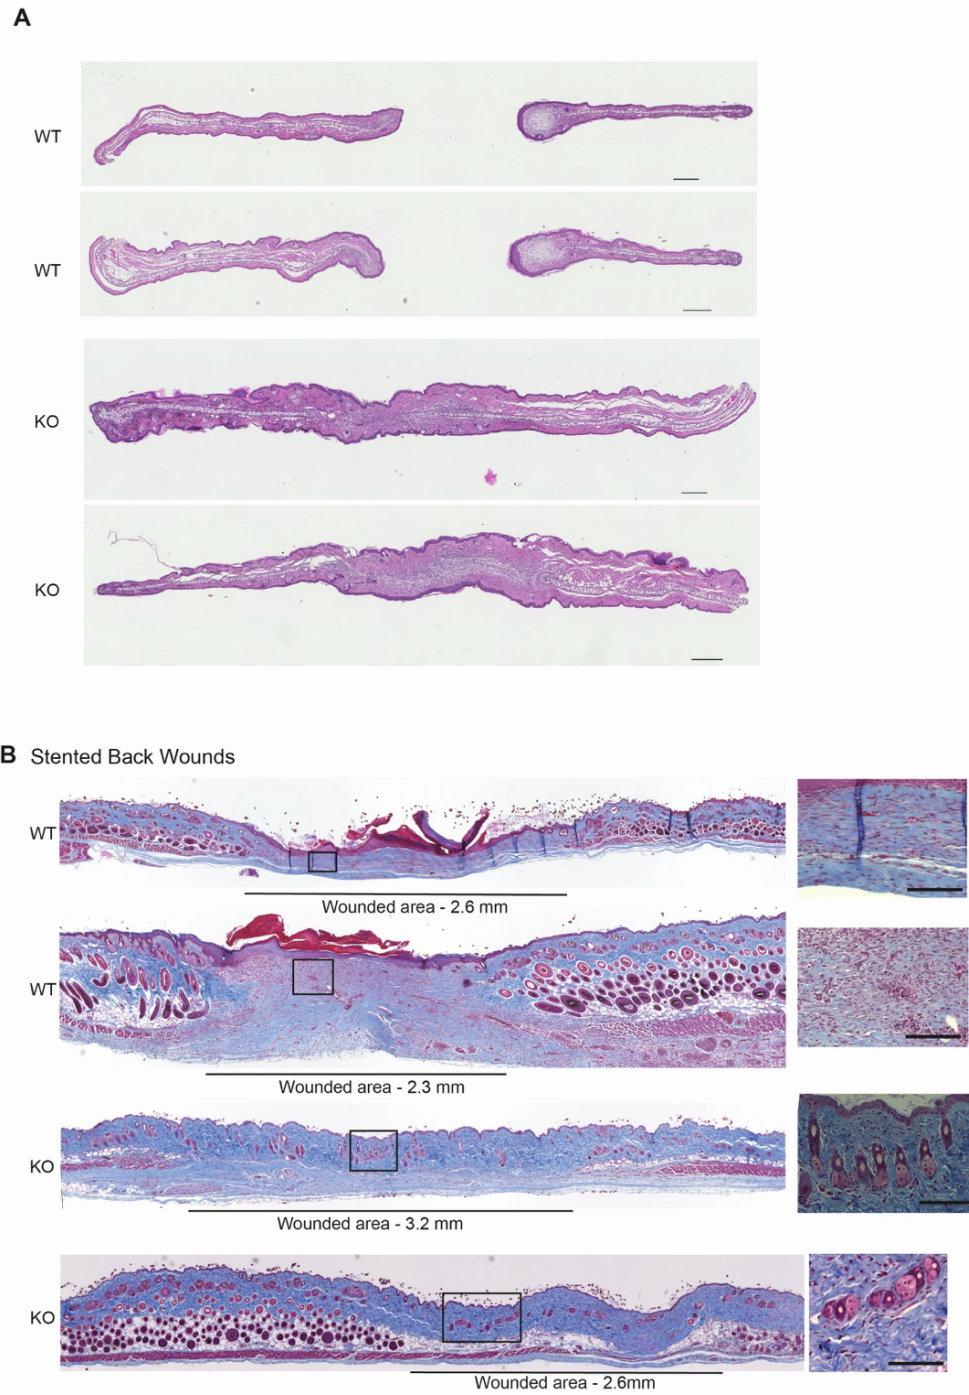 A
WT
WT
KO
KO
B Stented Back Wounds
WT
Wounded area - 2.6 mm
WT
Wounded area - 2.3 mm
KO
Wounded area - 3.2 mm
KO
Wounded area - 2.6mm